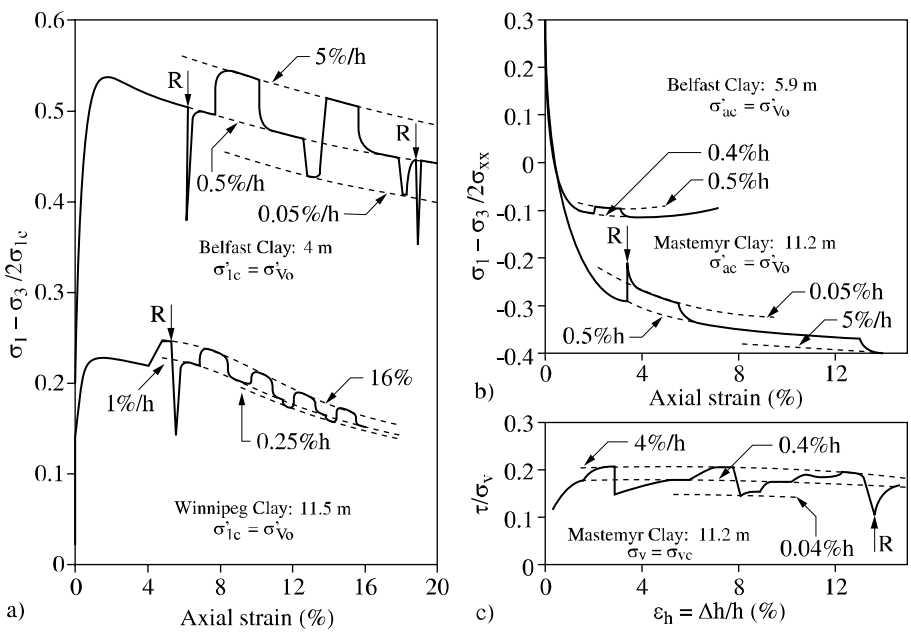 0.6
0.5
0.4
0.3
0.2
0.1
0
σ₁ – σ₃ /2σ₁c
R
5%/h
R
0.5%/h
0.05%/h
Belfast Clay: 4 m
σ'₁c = σ'Vo
R
1%/h
16%
0.25%h
Winnipeg Clay: 11.5 m
σ'₁c = σ'Vo
0 4 8 12 16 20
a) Axial strain (%)
0.3
0.2
0.1
0
-0.1
-0.2
-0.3
-0.4
σ₁ – σ₃/2σxx
Belfast Clay: 5.9 m
σ'ac = σ'Vo
0.4%h
0.5%h
Mastemyr Clay: 11.2 m
σ'ac = σ'Vo
R
0.05%h
0.5%h
5%/h
0 4 8 12
b) Axial strain (%)
0.3
0.2
0.1
0
τ/σv
4%/h
0.4%h
0.04%h
R
Mastemyr Clay: 11.2 m
σv = σvc
0 4 8 12
c) εh = Δh/h (%)